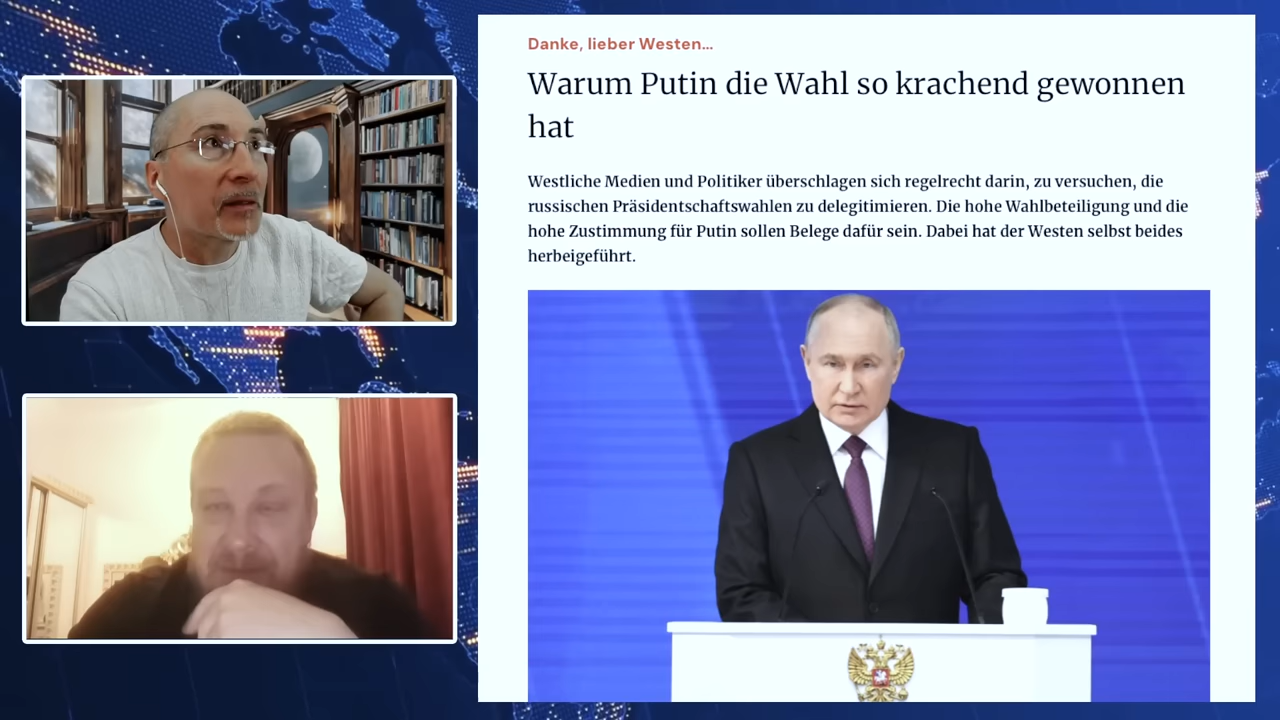 Danke, lieber Westen…
Warum Putin die Wahl so krachend gewonnen
hat
Westliche Medien und Politiker überschlagen sich regelrecht darin, zu versuchen, die
russischen Präsidentschaftswahlen zu delegitimieren. Die hohe Wahlbeteiligung und die
hohe Zustimmung für Putin sollen Belege dafür sein. Dabei hat der Westen selbst beides
herbeigeführt.